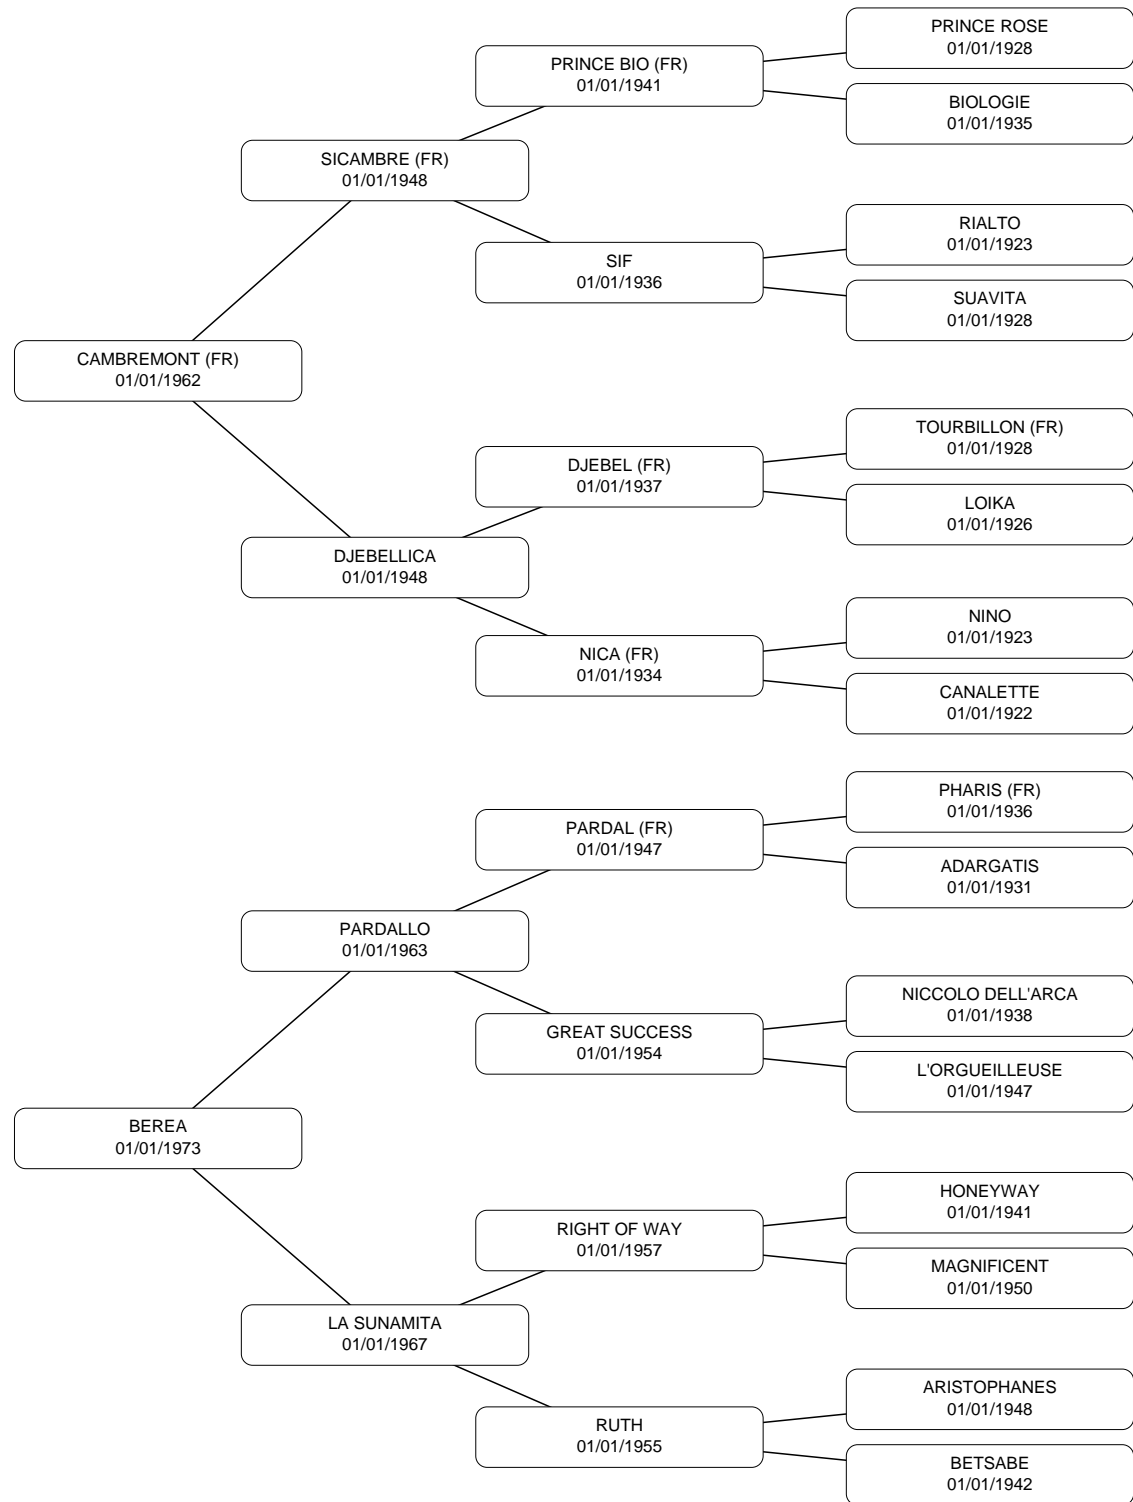 PRINCE ROSE
01/01/1928
PRINCE BIO (FR)
01/01/1941
BIOLOGIE
01/01/1935
SICAMBRE (FR)
01/01/1948
RIALTO
01/01/1923
SIF
01/01/1936
SUAVITA
01/01/1928
CAMBREMONT (FR)
01/01/1962
TOURBILLON (FR)
01/01/1928
DJEBEL (FR)
01/01/1937
LOIKA
01/01/1926
DJEBELLICA
01/01/1948
NINO
01/01/1923
NICA (FR)
01/01/1934
CANALETTE
01/01/1922
PHARIS (FR)
01/01/1936
PARDAL (FR)
01/01/1947
ADARGATIS
01/01/1931
PARDALLO
01/01/1963
NICCOLO DELL'ARCA
01/01/1938
GREAT SUCCESS
01/01/1954
L'ORGUEILLEUSE
01/01/1947
BEREA
01/01/1973
HONEYWAY
01/01/1941
RIGHT OF WAY
01/01/1957
MAGNIFICENT
01/01/1950
LA SUNAMITA
01/01/1967
ARISTOPHANES
01/01/1948
RUTH
01/01/1955
BETSABE
01/01/1942